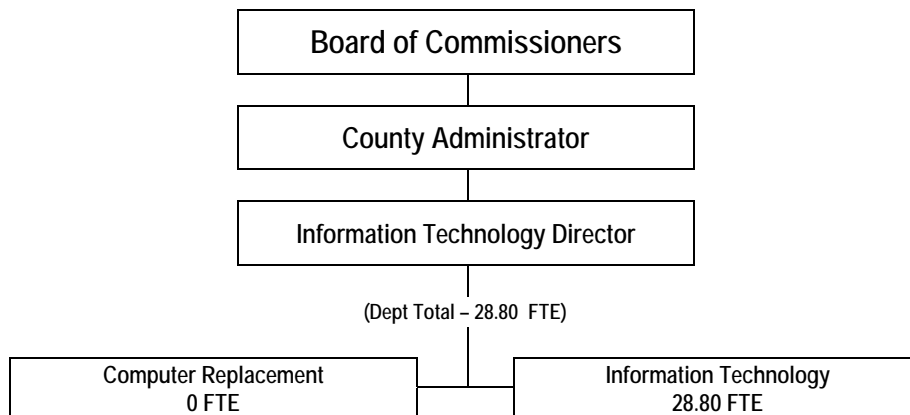 Board of Commissioners
County Administrator
Information Technology Director
(Dept Total – 28.80 FTE)
Computer Replacement
0 FTE
Information Technology
28.80 FTE